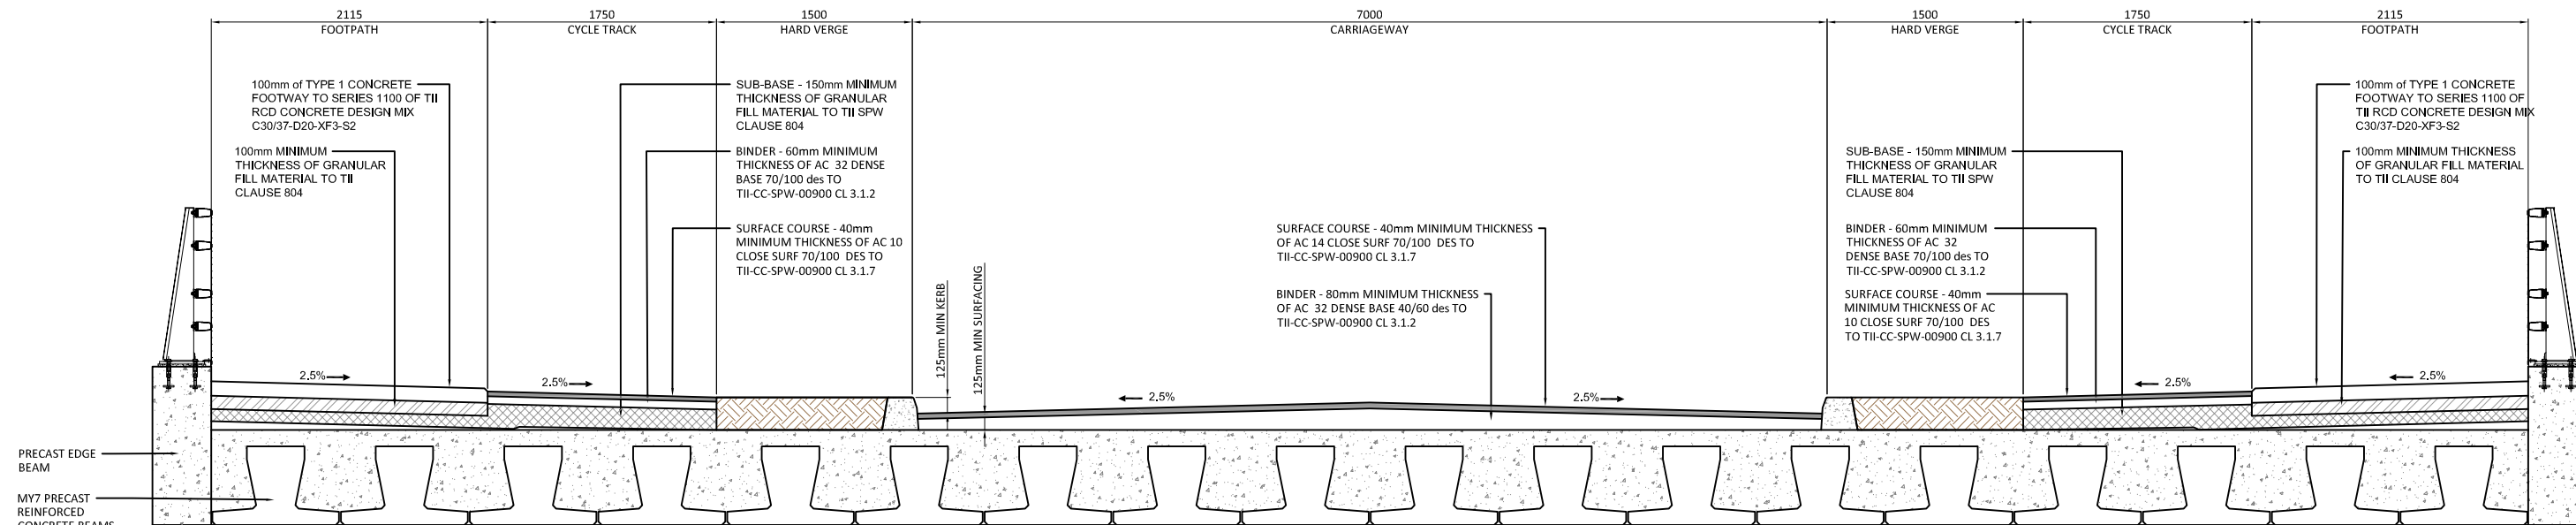 2115
FOOTPATH
1750
CYCLE TRACK
1500
HARD VERGE
7000
CARRIAGEWAY
1500
HARD VERGE
1750
CYCLE TRACK
2115
FOOTPATH
100mm of TYPE 1 CONCRETE
FOOTWAY TO SERIES 1100 OF TII
RCD CONCRETE DESIGN MIX
C30/37-D20-XF3-S2
100mm MINIMUM
THICKNESS OF GRANULAR
FILL MATERIAL TO TII
CLAUSE 804
SUB-BASE - 150mm MINIMUM
THICKNESS OF GRANULAR
FILL MATERIAL TO TII SPW
CLAUSE 804
BINDER - 60mm MINIMUM
THICKNESS OF AC 32 DENSE
BASE 70/100 des TO
TII-CC-SPW-00900 CL 3.1.2
SURFACE COURSE - 40mm
MINIMUM THICKNESS OF AC 10
CLOSE SURF 70/100 DES TO
TII-CC-SPW-00900 CL 3.1.7
125mm MIN KERB
125mm MIN SURFACING
SURFACE COURSE - 40mm MINIMUM THICKNESS
OF AC 14 CLOSE SURF 70/100 DES TO
TII-CC-SPW-00900 CL 3.1.7
BINDER - 80mm MINIMUM THICKNESS
OF AC 32 DENSE BASE 40/60 des TO
TII-CC-SPW-00900 CL 3.1.2
SUB-BASE - 150mm MINIMUM
THICKNESS OF GRANULAR
FILL MATERIAL TO TII SPW
CLAUSE 804
BINDER - 60mm MINIMUM
THICKNESS OF AC 32
DENSE BASE 70/100 des TO
TII-CC-SPW-00900 CL 3.1.2
SURFACE COURSE - 40mm
MINIMUM THICKNESS OF AC
10 CLOSE SURF 70/100 DES
TO TII-CC-SPW-00900 CL 3.1.7
100mm of TYPE 1 CONCRETE
FOOTWAY TO SERIES 1100 OF
TII RCD CONCRETE DESIGN MIX
C30/37-D20-XF3-S2
100mm MINIMUM THICKNESS
OF GRANULAR FILL MATERIAL
TO TII CLAUSE 804
2.5%
2.5%
2.5%
2.5%
2.5%
2.5%
PRECAST EDGE
BEAM
MY7 PRECAST
REINFORCED
CONCRETE BEAMS